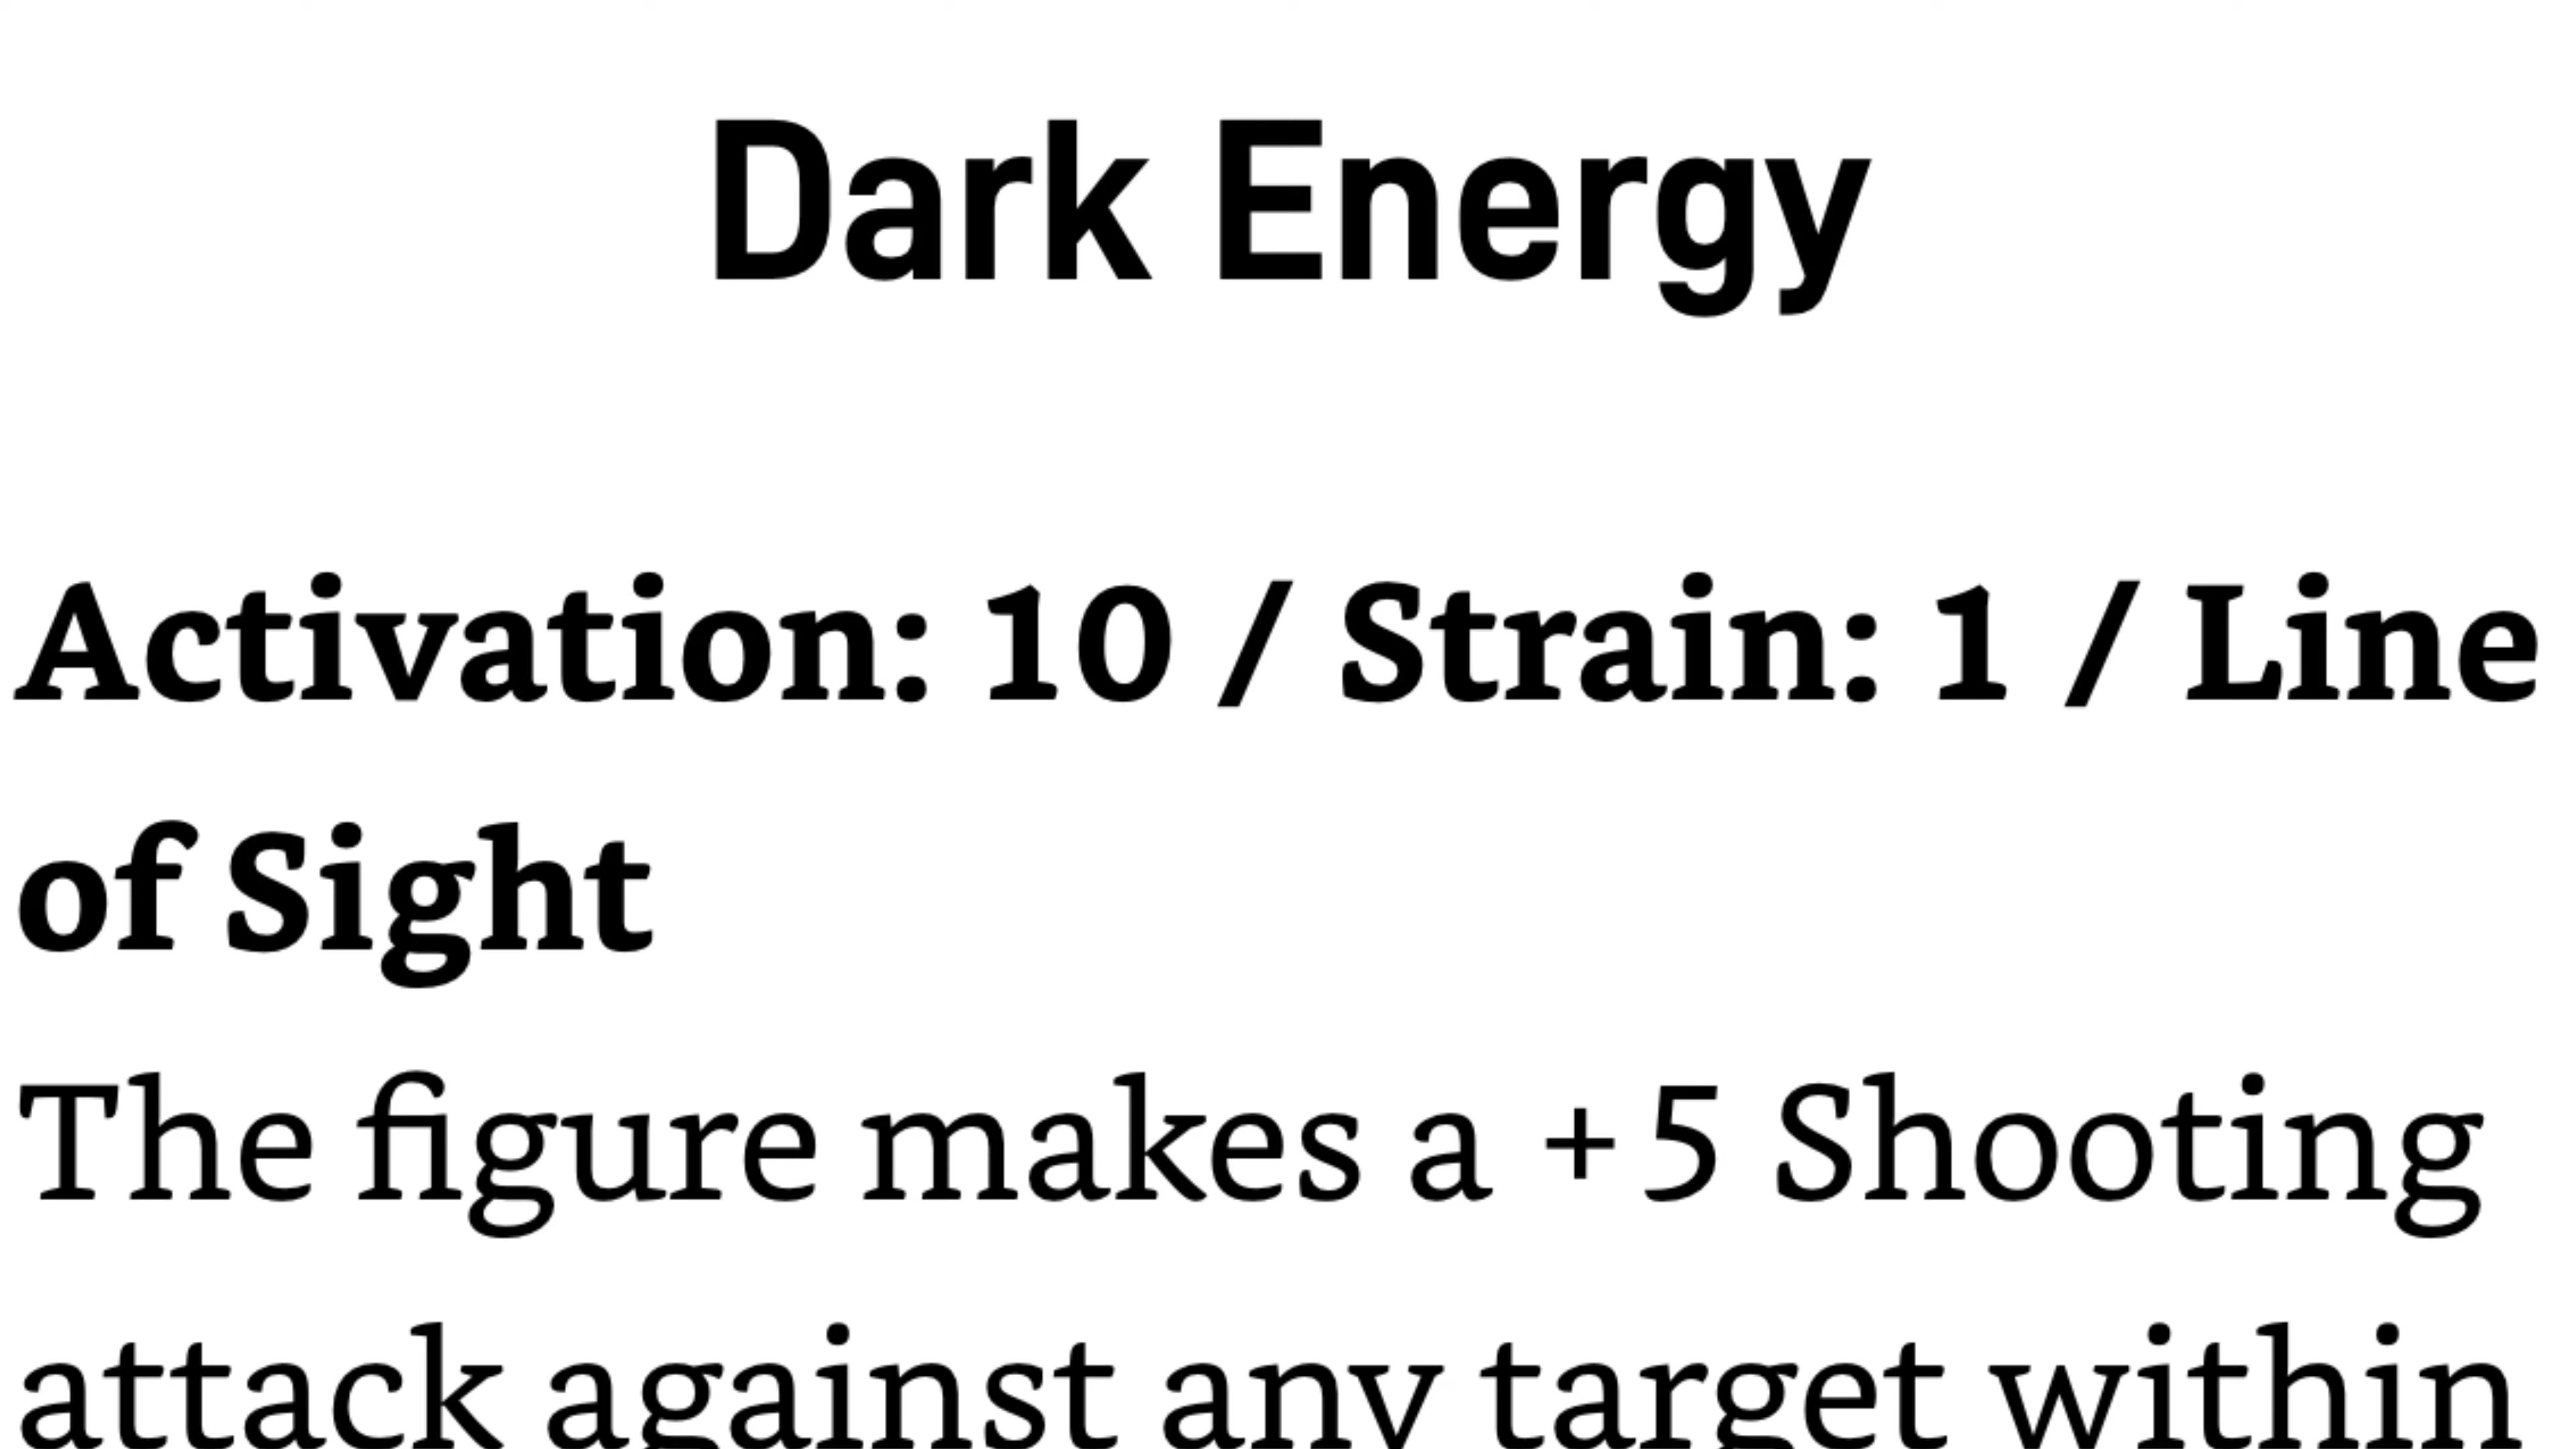 Dark Energy
Activation: 10 / Strain: 1 / Line
of Sight
The figure makes a +5 Shooting
attack against any target within